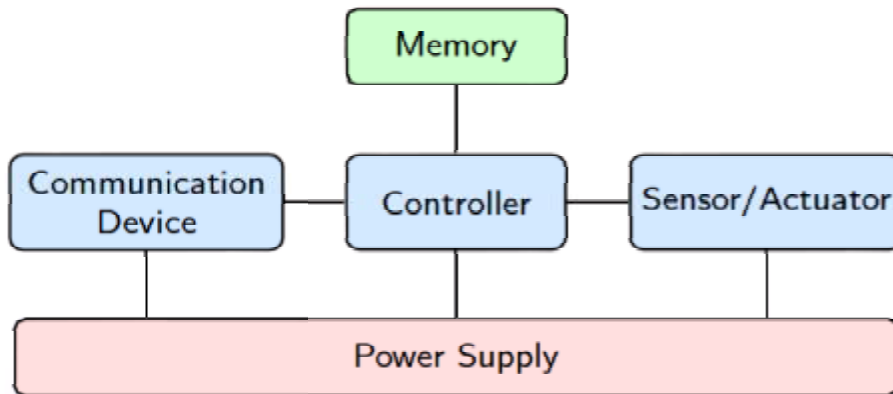 Memory
Communication
Device
Controller
Sensor/Actuator
Power Supply